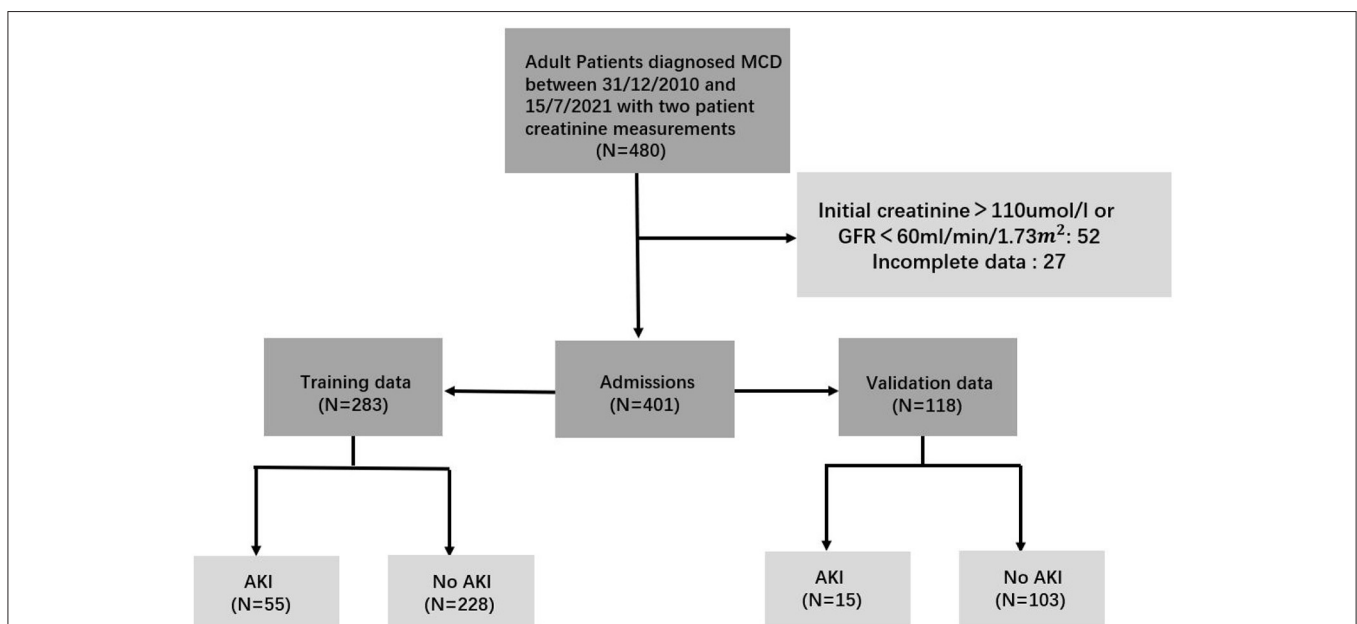 Adult Patients diagnosed MCD
between 31/12/2010 and
15/7/2021 with two patient
creatinine measurements
(N=480)
Initial creatinine＞110umol/l or
GFR＜60ml/min/1.73m²: 52
Incomplete data : 27
Training data
(N=283)
Admissions
(N=401)
Validation data
(N=118)
AKI
(N=55)
No AKI
(N=228)
AKI
(N=15)
No AKI
(N=103)